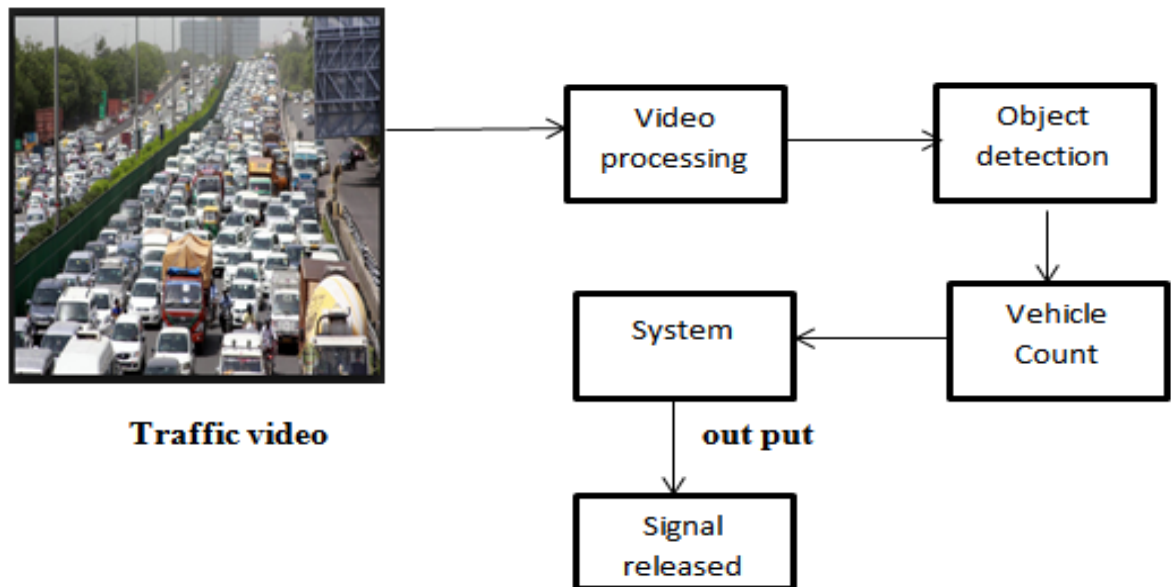 Video
processing
Object
detection
Vehicle
Count
System
out put
Signal
released
Traffic video